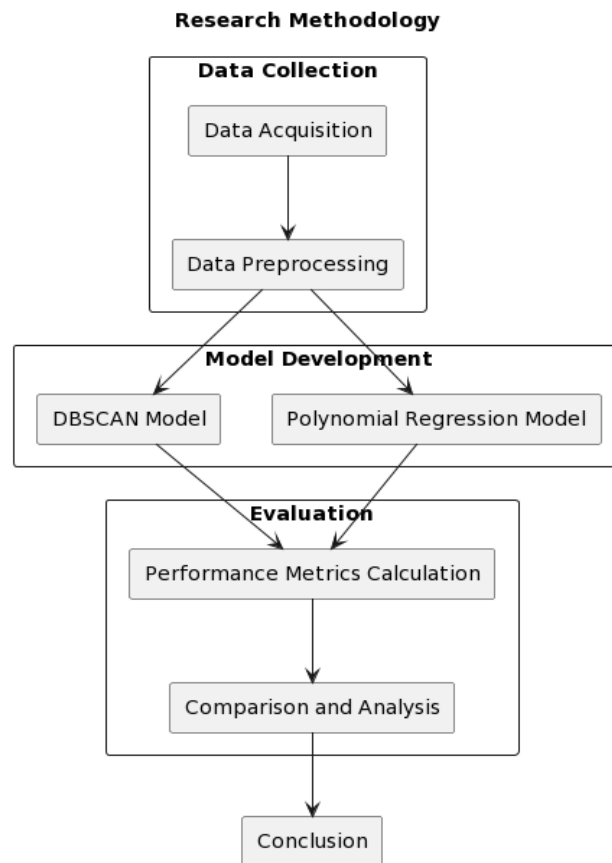 Research Methodology
Data Collection
Data Acquisition
Data Preprocessing
Model Development
DBSCAN Model
Polynomial Regression Model
Evaluation
Performance Metrics Calculation
Comparison and Analysis
Conclusion